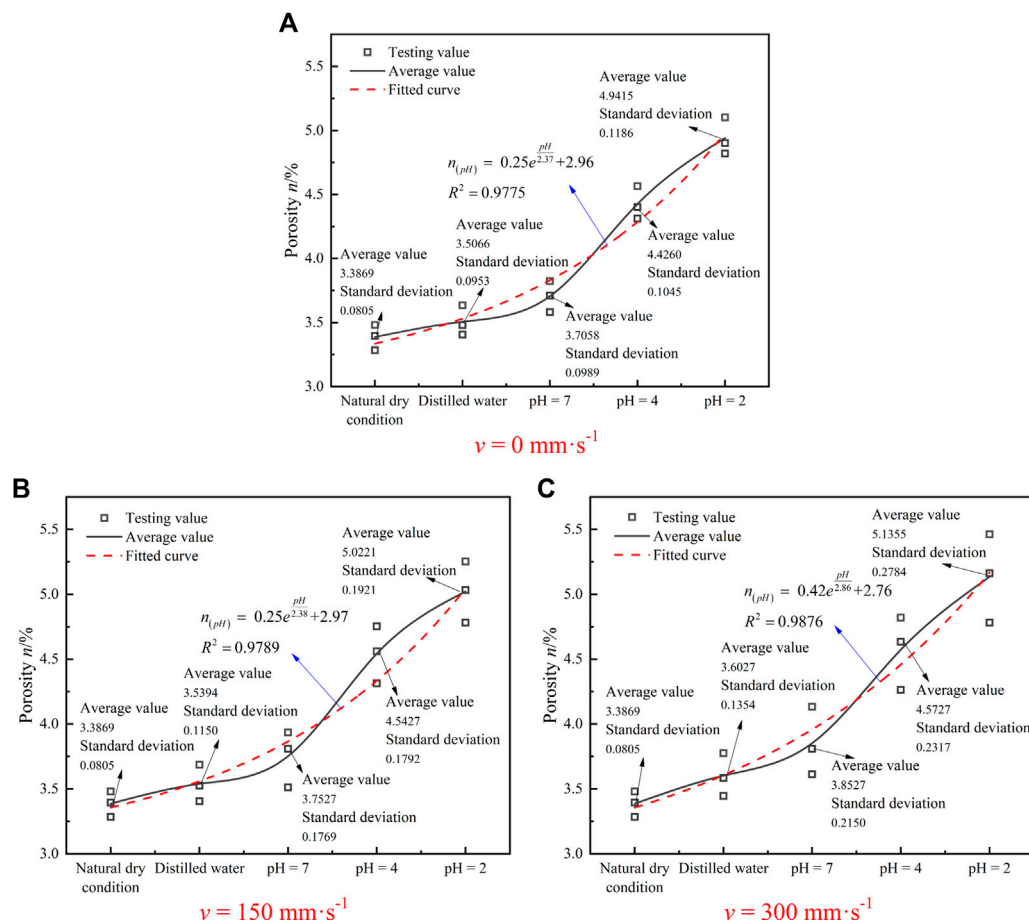 A
Testing value
Average value
Fitted curve
Average value
4.9415
Standard deviation
0.1186
n(pH) = 0.25e^(pH/2.37)+2.96
R² = 0.9775
Average value
3.5066
Standard deviation
0.0953
Average value
3.3869
Standard deviation
0.0805
Average value
4.4260
Standard deviation
0.1045
Average value
3.7058
Standard deviation
0.0989
Porosity n/%
5.5
5.0
4.5
4.0
3.5
3.0
Natural dry condition
Distilled water
pH = 7
pH = 4
pH = 2
v = 0 mm·s⁻¹
B
Testing value
Average value
Fitted curve
Average value
5.0221
Standard deviation
0.1921
n(pH) = 0.25e^(pH/2.38)+2.97
R² = 0.9789
Average value
3.5394
Standard deviation
0.1150
Average value
3.3869
Standard deviation
0.0805
Average value
4.5427
Standard deviation
0.1792
Average value
3.7527
Standard deviation
0.1769
Porosity n/%
5.5
5.0
4.5
4.0
3.5
3.0
Natural dry condition
Distilled water
pH = 7
pH = 4
pH = 2
v = 150 mm·s⁻¹
C
Testing value
Average value
Fitted curve
Average value
5.1355
Standard deviation
0.2784
n(pH) = 0.42e^(pH/2.86)+2.76
R² = 0.9876
Average value
3.6027
Standard deviation
0.1354
Average value
3.3869
Standard deviation
0.0805
Average value
4.5727
Standard deviation
0.2317
Average value
3.8527
Standard deviation
0.2150
Porosity n/%
5.5
5.0
4.5
4.0
3.5
3.0
Natural dry condition
Distilled water
pH = 7
pH = 4
pH = 2
v = 300 mm·s⁻¹